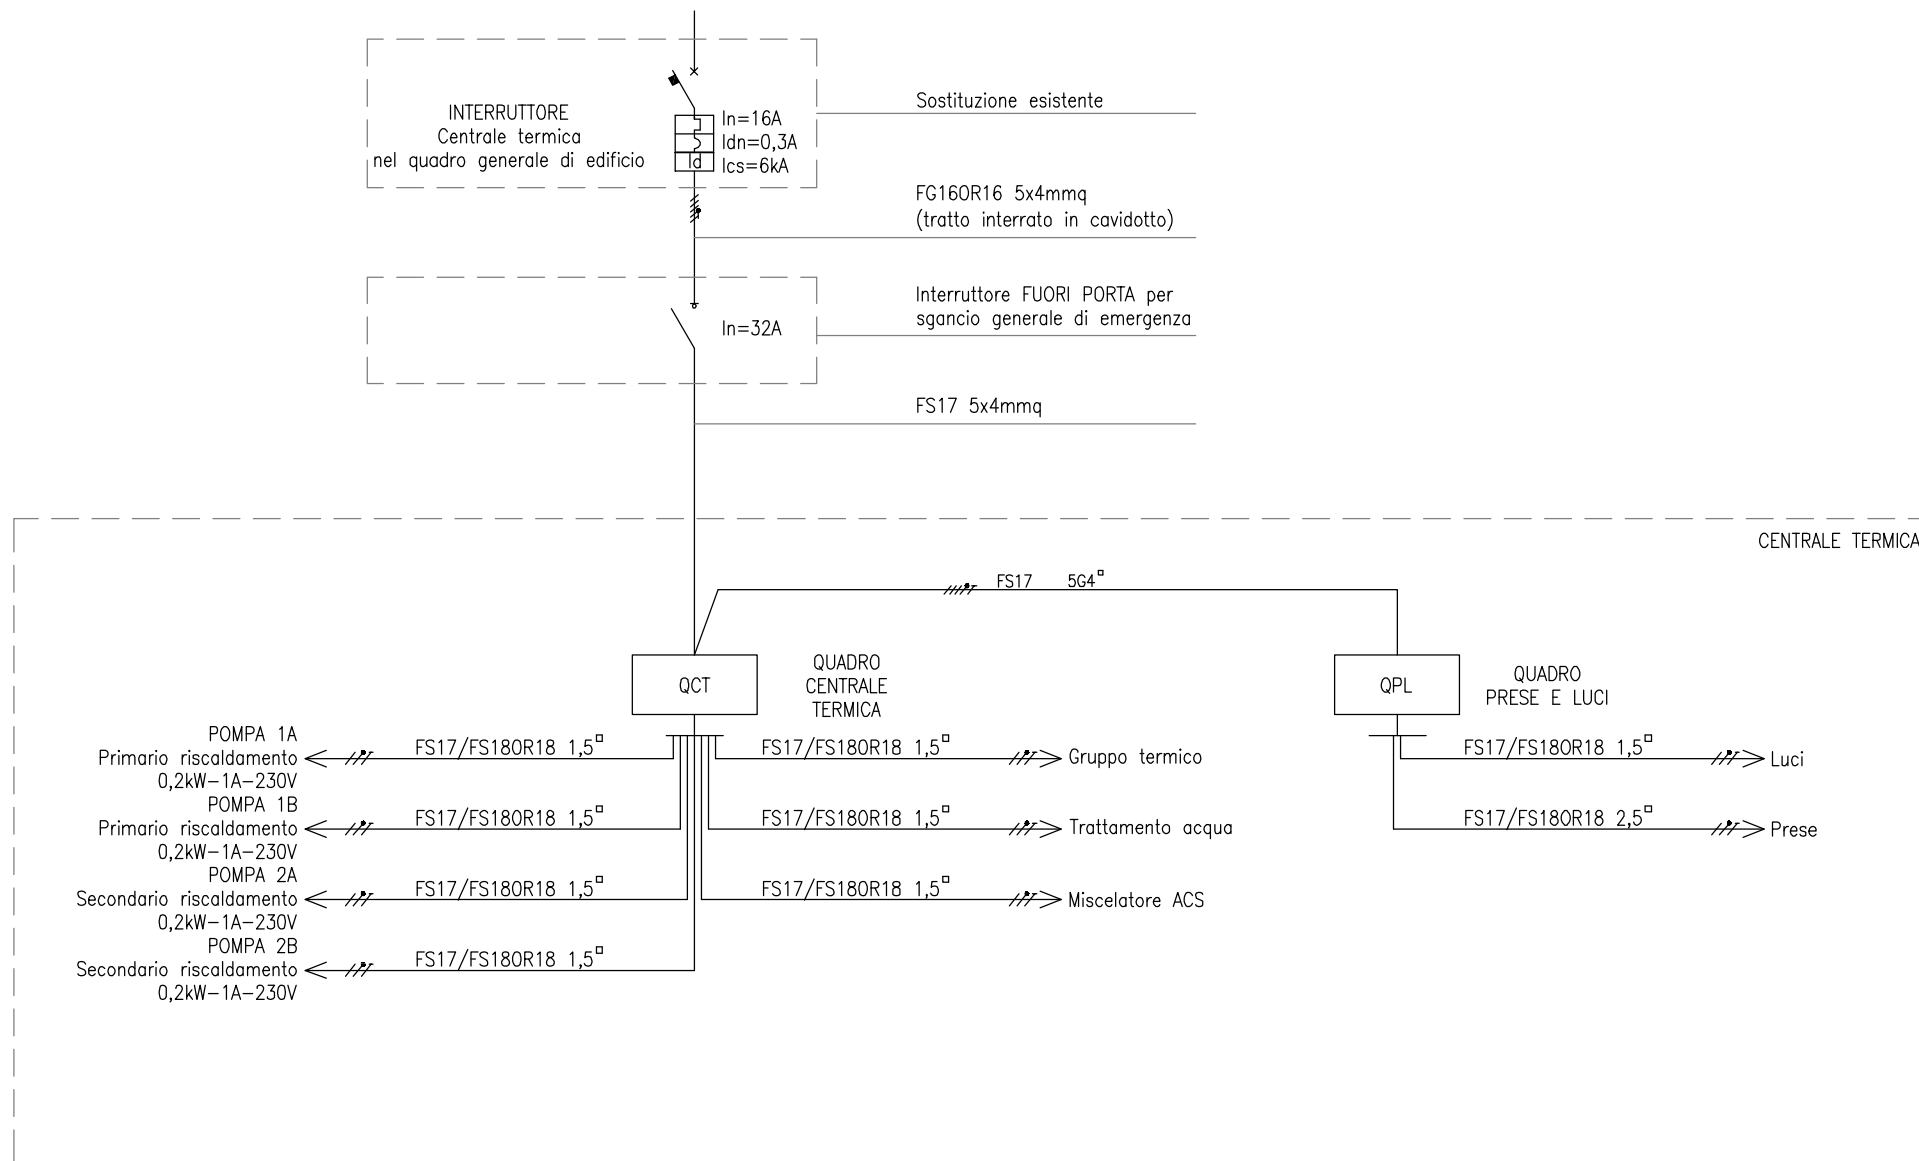 INTERRUTTORE
Centrale termica
nel quadro generale di edificio
In=16A
Idn=0,3A
Ics=6kA
Id
Sostituzione esistente
FG16OR16 5x4mmq
(tratto interrato in cavidotto)
In=32A
Interruttore FUORI PORTA per
sgancio generale di emergenza
FS17 5x4mmq
CENTRALE TERMICA
FS17 5G4□
QCT
QUADRO
CENTRALE
TERMICA
QPL
QUADRO
PRESE E LUCI
POMPA 1A
Primario riscaldamento
0,2kW-1A-230V
FS17/FS18OR18 1,5□
POMPA 1B
Primario riscaldamento
0,2kW-1A-230V
FS17/FS18OR18 1,5□
POMPA 2A
Secondario riscaldamento
0,2kW-1A-230V
FS17/FS18OR18 1,5□
POMPA 2B
Secondario riscaldamento
0,2kW-1A-230V
FS17/FS18OR18 1,5□
FS17/FS18OR18 1,5□
Gruppo termico
FS17/FS18OR18 1,5□
Trattamento acqua
FS17/FS18OR18 1,5□
Miscelatore ACS
FS17/FS18OR18 1,5□
Luci
FS17/FS18OR18 2,5□
Prese